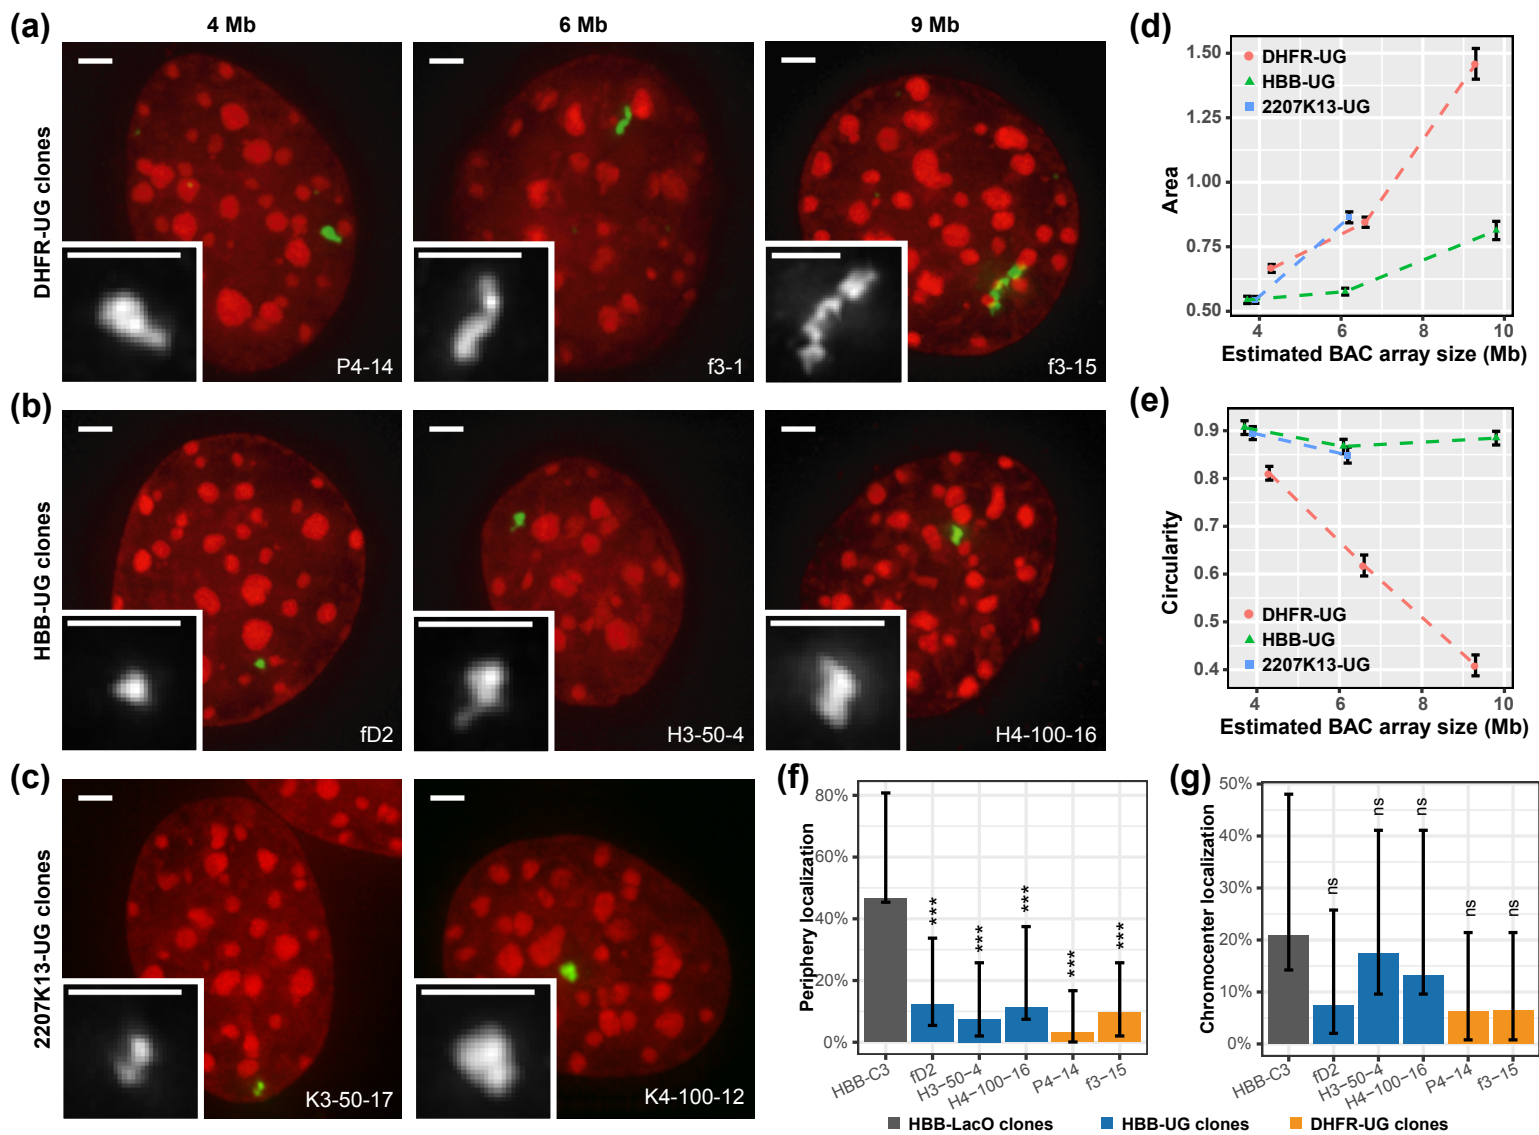 (a)
4 Mb
6 Mb
9 Mb
DHFR-UG clones
P4-14
f3-1
f3-15
(b)
HBB-UG clones
fD2
H3-50-4
H4-100-16
(c)
2207K13-UG clones
K3-50-17
K4-100-12
(d)
Area
1.50
1.25
1.00
0.75
0.50
DHFR-UG
HBB-UG
2207K13-UG
4 6 8 10
Estimated BAC array size (Mb)
(e)
Circularity
0.9
0.8
0.7
0.6
0.5
0.4
DHFR-UG
HBB-UG
2207K13-UG
4 6 8 10
Estimated BAC array size (Mb)
(f)
Periphery localization
80%
60%
40%
20%
0%
*** *** *** *** ***
HBB-C3 fD2 H3-50-4 H4-100-16 P4-14 f3-15
(g)
Chromocenter localization
50%
40%
30%
20%
10%
0%
ns ns ns ns ns
HBB-C3 fD2 H3-50-4 H4-100-16 P4-14 f3-15
HBB-LacO clones HBB-UG clones DHFR-UG clones